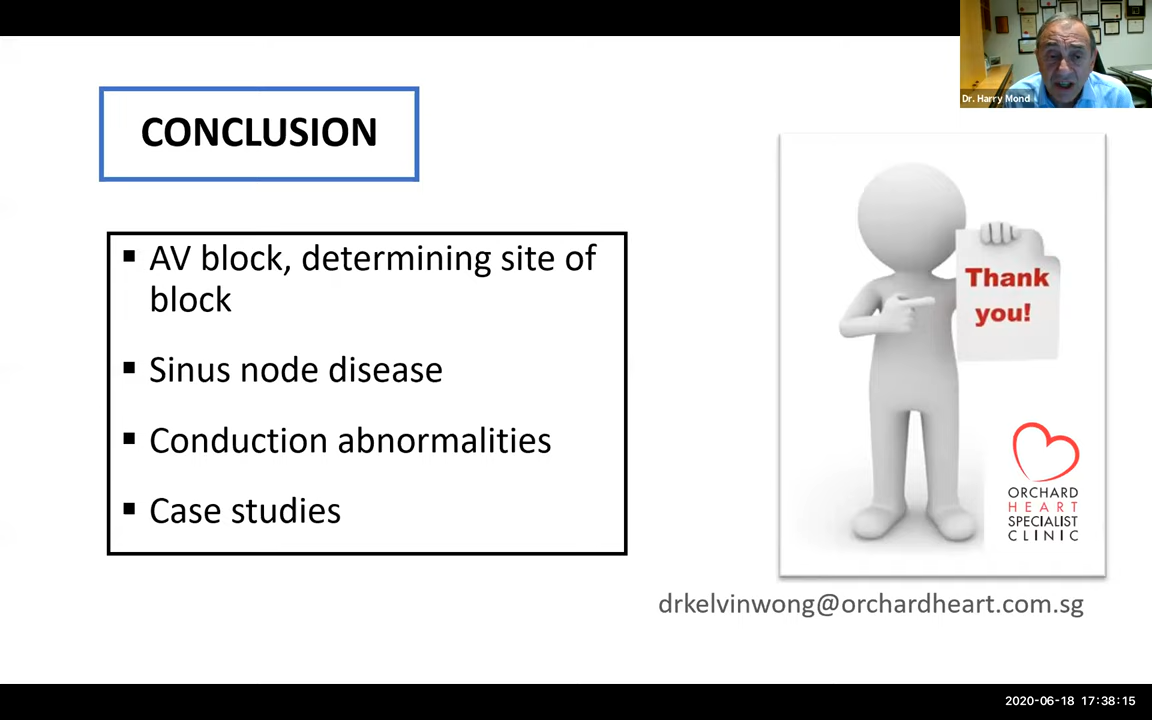 Dr. Harry Mond
CONCLUSION
▪ AV block, determining site of
block
▪ Sinus node disease
▪ Conduction abnormalities
▪ Case studies
Thank
you!
ORCHARD
HEART
SPECIALIST
CLINIC
drkelvinwong@orchardheart.com.sg
2020-06-18 17:38:15